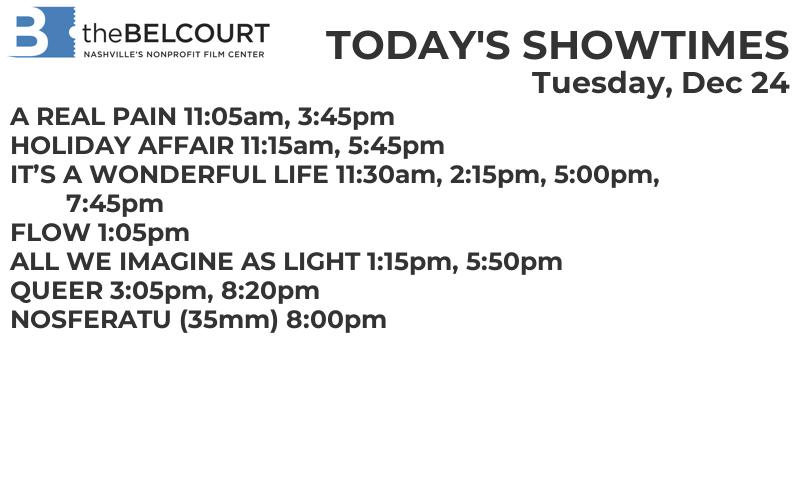 B theBELCOURT
NASHVILLE'S NONPROFIT FILM CENTER
TODAY'S SHOWTIMES
Tuesday, Dec 24
A REAL PAIN 11:05am, 3:45pm
HOLIDAY AFFAIR 11:15am, 5:45pm
IT’S A WONDERFUL LIFE 11:30am, 2:15pm, 5:00pm,
7:45pm
FLOW 1:05pm
ALL WE IMAGINE AS LIGHT 1:15pm, 5:50pm
QUEER 3:05pm, 8:20pm
NOSFERATU (35mm) 8:00pm